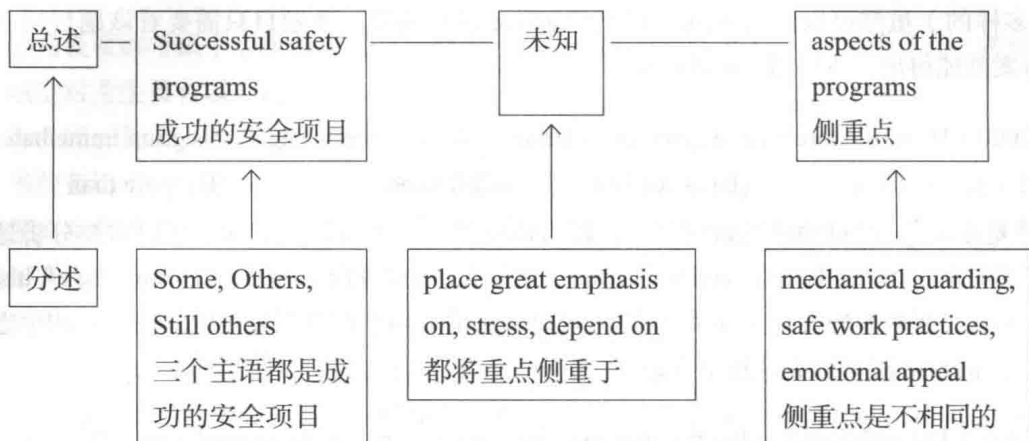 总述
Successful safety
programs
成功的安全项目
未知
aspects of the
programs
侧重点
分述
Some, Others,
Still others
三个主语都是成
功的安全项目
place great emphasis
on, stress, depend on
都将重点侧重于
mechanical guarding,
safe work practices,
emotional appeal
侧重点是不相同的